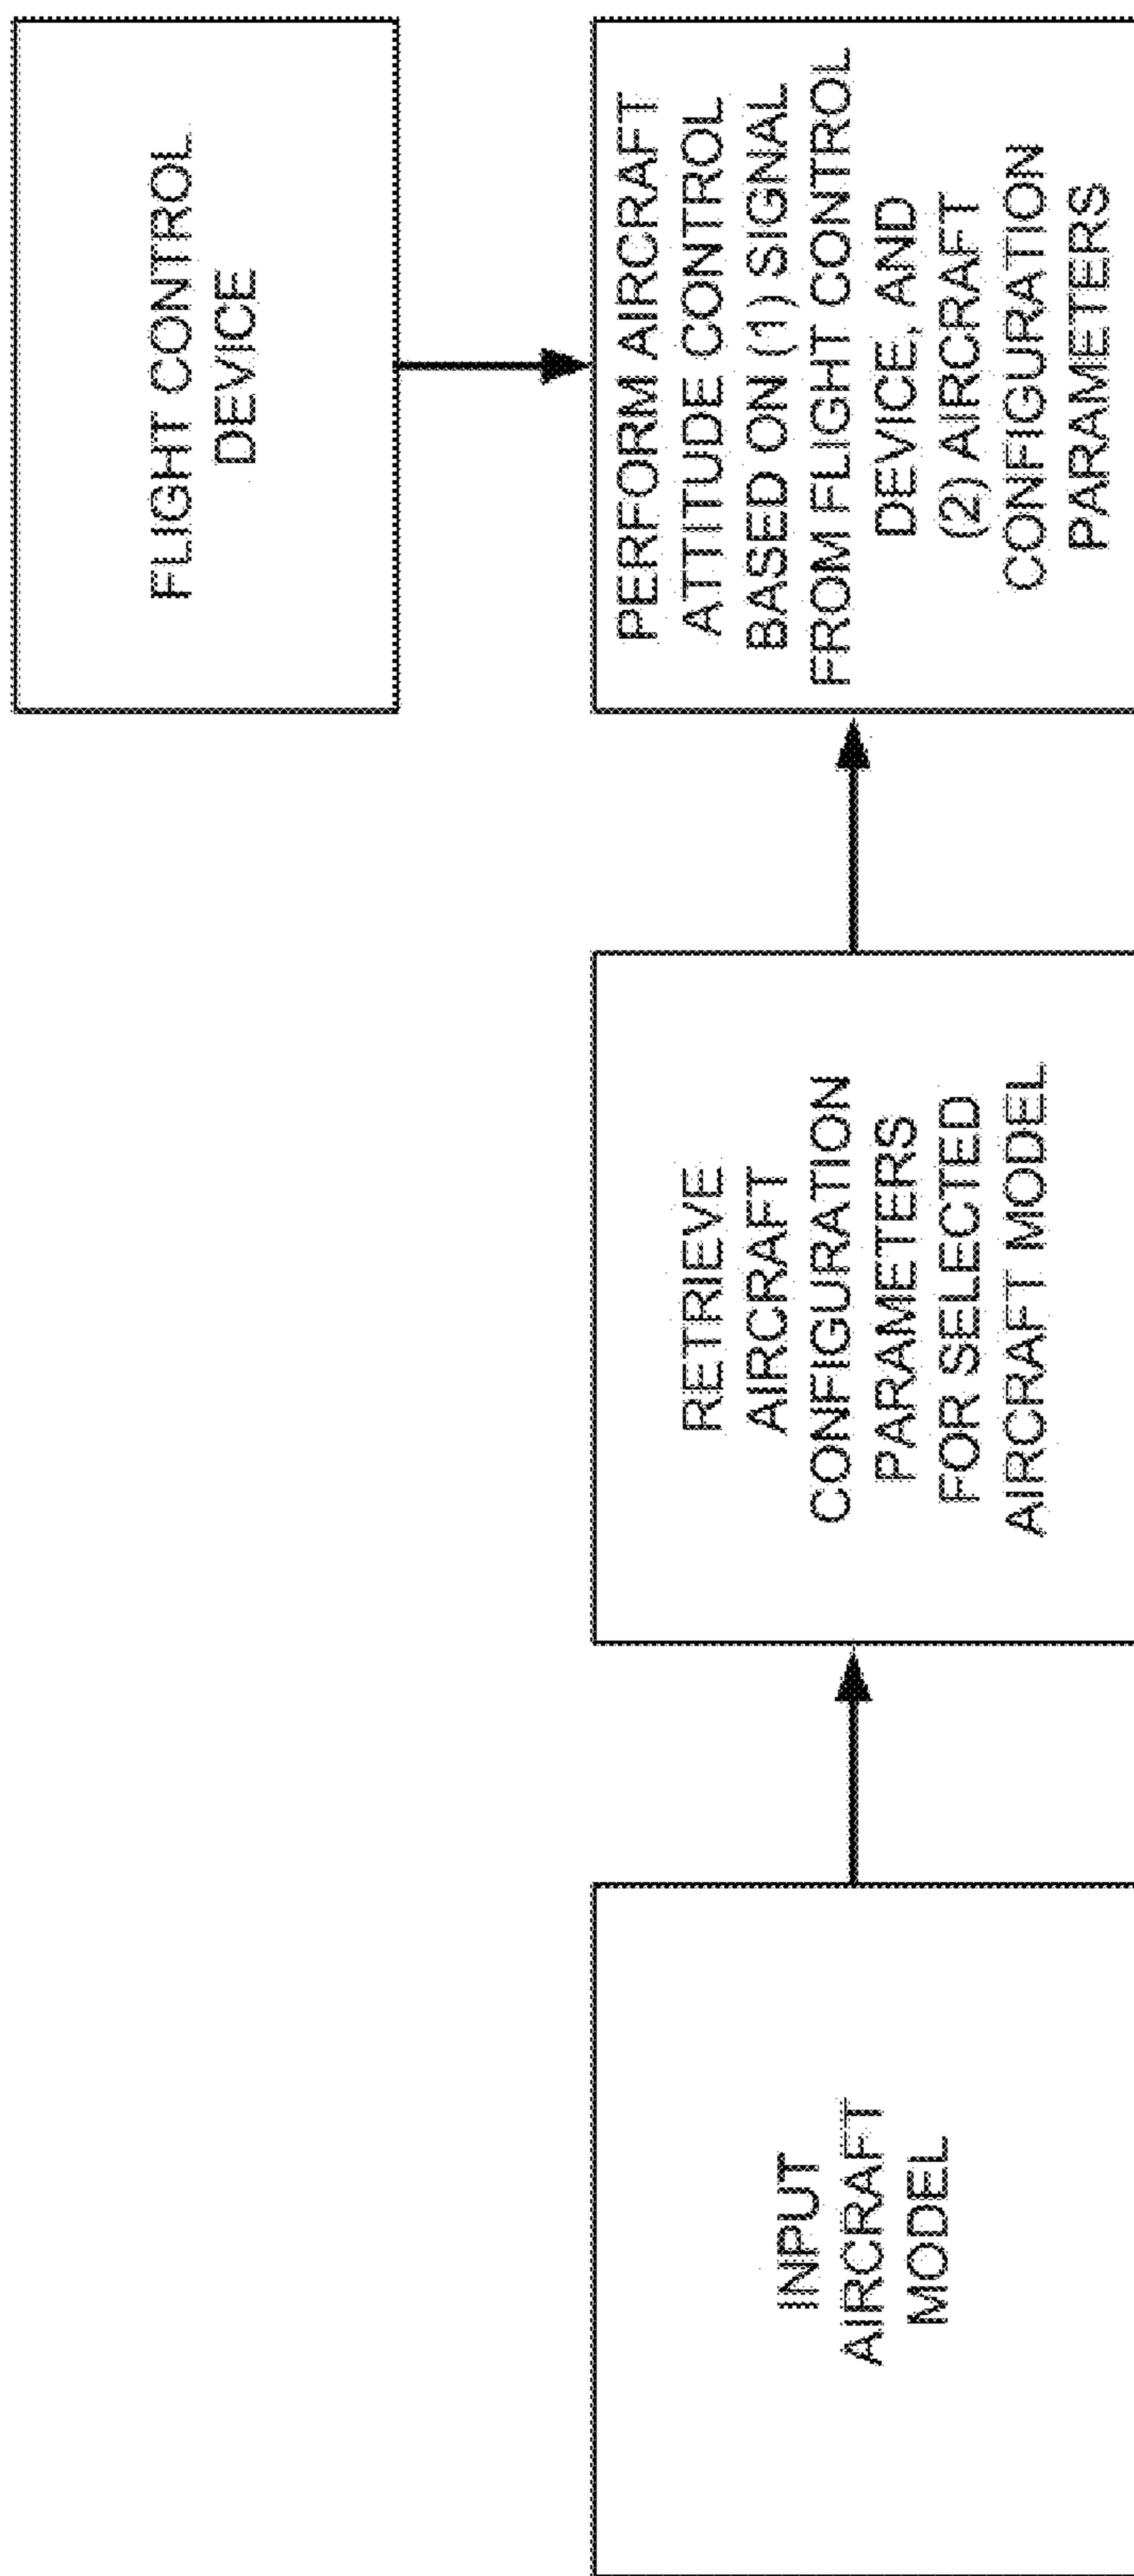 FLIGHT CONTROL
DEVICE
INPUT
AIRCRAFT
MODEL
RETRIEVE
AIRCRAFT
CONFIGURATION
PARAMETERS
FOR SELECTED
AIRCRAFT MODEL
PERFORM AIRCRAFT
ATTITUDE CONTROL
BASED ON (1) SIGNAL
FROM FLIGHT CONTROL
DEVICE, AND
(2) AIRCRAFT
CONFIGURATION
PARAMETERS